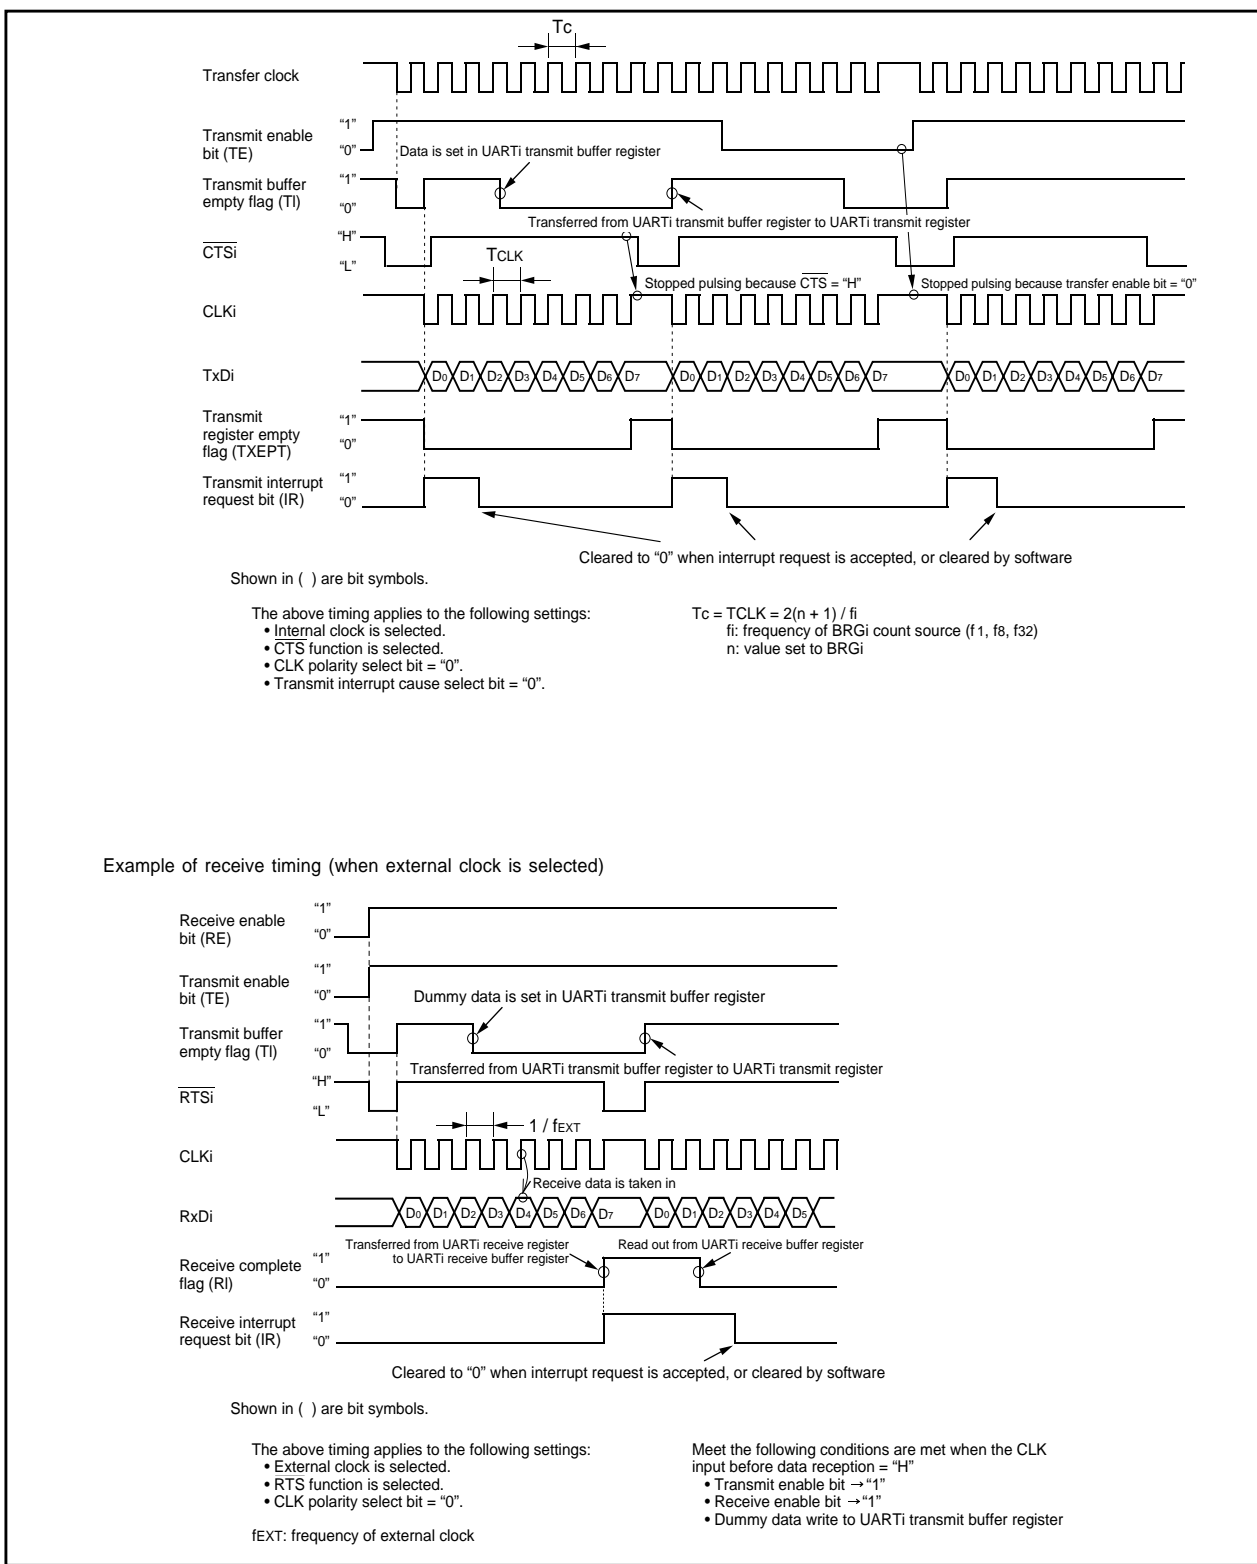 Tc
Transfer clock
Transmit enable
bit (TE)
“1”
“0”
Data is set in UARTi transmit buffer register
Transmit buffer
empty flag (Tl)
“1”
“0”
Transferred from UARTi transmit buffer register to UARTi transmit register
CTSi
“H”
“L”
TCLK
Stopped pulsing because CTS = “H”
Stopped pulsing because transfer enable bit = “0”
CLKi
TxDi
D0 D1 D2 D3 D4 D5 D6 D7 D0 D1 D2 D3 D4 D5 D6 D7 D0 D1 D2 D3 D4 D5 D6 D7
Transmit
register empty
flag (TXEPT)
“1”
“0”
Transmit interrupt
request bit (IR)
“1”
“0”
Cleared to “0” when interrupt request is accepted, or cleared by software
Shown in ( ) are bit symbols.
The above timing applies to the following settings:
• Internal clock is selected.
• CTS function is selected.
• CLK polarity select bit = “0”.
• Transmit interrupt cause select bit = “0”.
Tc = TCLK = 2(n + 1) / fi
fi: frequency of BRGi count source (f1, f8, f32)
n: value set to BRGi
Example of receive timing (when external clock is selected)
Receive enable
bit (RE)
“1”
“0”
Transmit enable
bit (TE)
“1”
“0”
Dummy data is set in UARTi transmit buffer register
Transmit buffer
empty flag (Tl)
“1”
“0”
Transferred from UARTi transmit buffer register to UARTi transmit register
RTSi
“H”
“L”
1 / fEXT
CLKi
Receive data is taken in
RxDi
D0 D1 D2 D3 D4 D5 D6 D7 D0 D1 D2 D3 D4 D5
Transferred from UARTi receive register
to UARTi receive buffer register
Read out from UARTi receive buffer register
Receive complete
flag (Rl)
“1”
“0”
Receive interrupt
request bit (IR)
“1”
“0”
Cleared to “0” when interrupt request is accepted, or cleared by software
Shown in ( ) are bit symbols.
The above timing applies to the following settings:
• External clock is selected.
• RTS function is selected.
• CLK polarity select bit = “0”.
fEXT: frequency of external clock
Meet the following conditions are met when the CLK
input before data reception = “H”
• Transmit enable bit → “1”
• Receive enable bit → “1”
• Dummy data write to UARTi transmit buffer register